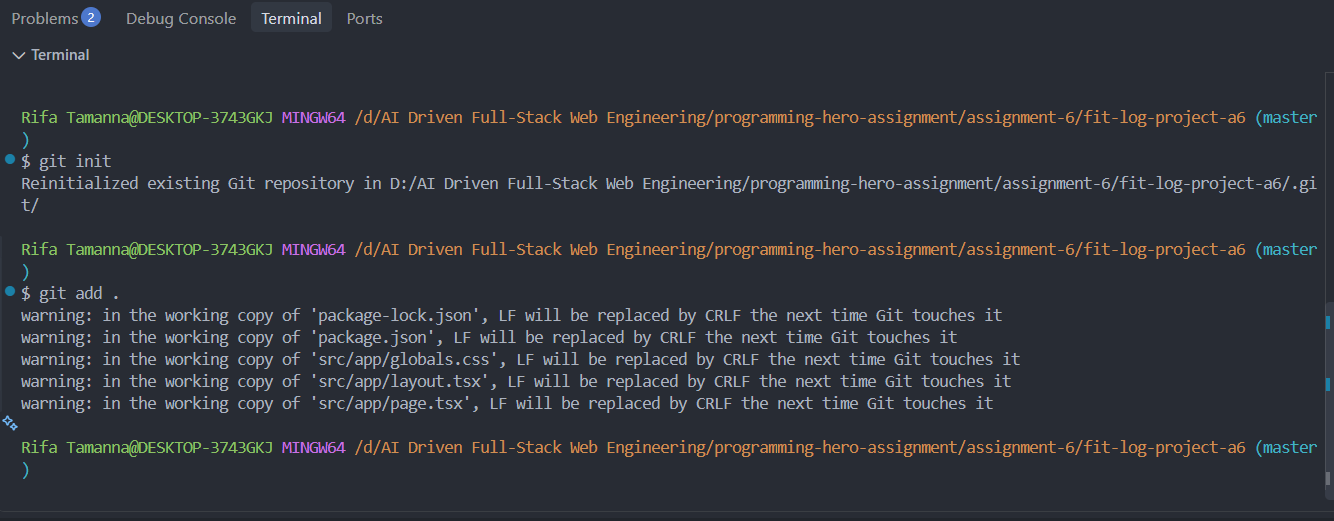 Problems 2 Debug Console Terminal Ports
Terminal
Rifa Tamanna@DESKTOP-3743GKJ MINGW64 /d/AI Driven Full-Stack Web Engineering/programming-hero-assignment/assignment-6/fit-log-project-a6 (master
)
$ git init
Reinitialized existing Git repository in D:/AI Driven Full-Stack Web Engineering/programming-hero-assignment/assignment-6/fit-log-project-a6/.gi
t/
Rifa Tamanna@DESKTOP-3743GKJ MINGW64 /d/AI Driven Full-Stack Web Engineering/programming-hero-assignment/assignment-6/fit-log-project-a6 (master
)
$ git add .
warning: in the working copy of 'package-lock.json', LF will be replaced by CRLF the next time Git touches it
warning: in the working copy of 'package.json', LF will be replaced by CRLF the next time Git touches it
warning: in the working copy of 'src/app/globals.css', LF will be replaced by CRLF the next time Git touches it
warning: in the working copy of 'src/app/layout.tsx', LF will be replaced by CRLF the next time Git touches it
warning: in the working copy of 'src/app/page.tsx', LF will be replaced by CRLF the next time Git touches it
Rifa Tamanna@DESKTOP-3743GKJ MINGW64 /d/AI Driven Full-Stack Web Engineering/programming-hero-assignment/assignment-6/fit-log-project-a6 (master
)